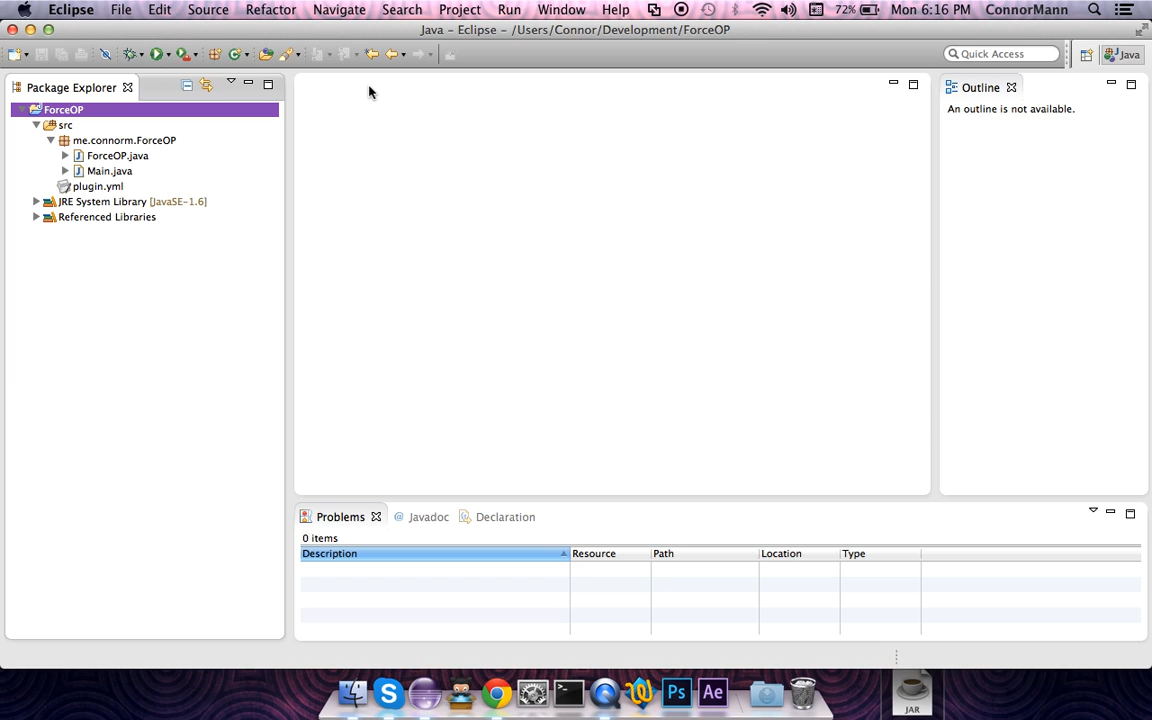 Eclipse File Edit Source Refactor Navigate Search Project Run Window Help 72% Mon 6:16 PM ConnorMann
Java – Eclipse – /Users/Connor/Development/ForceOP
Quick Access Java
Package Explorer
ForceOP
src
me.connorm.ForceOP
ForceOP.java
Main.java
plugin.yml
JRE System Library [JavaSE-1.6]
Referenced Libraries
Outline
An outline is not available.
Problems @ Javadoc Declaration
0 items
Description Resource Path Location Type
Ps Ae
JAR